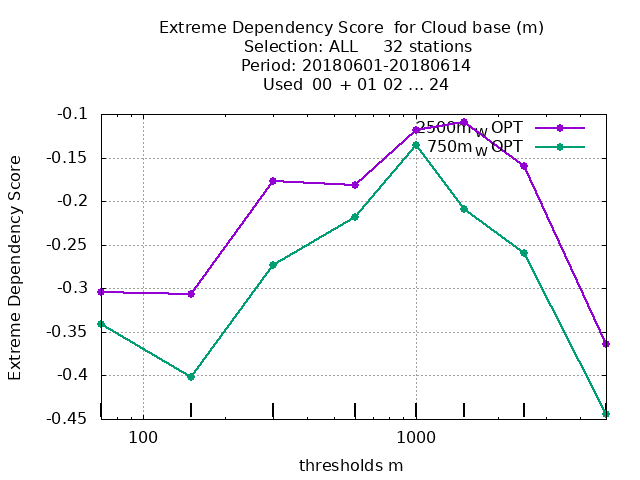 Extreme Dependency Score for Cloud base (m)
Selection: ALL 32 stations
Period: 20180601-20180614
Used 00 + 01 02 ... 24
2500m_W OPT
750m_W OPT
-0.1
-0.15
-0.2
-0.25
-0.3
-0.35
-0.4
-0.45
Extreme Dependency Score
100
1000
thresholds m